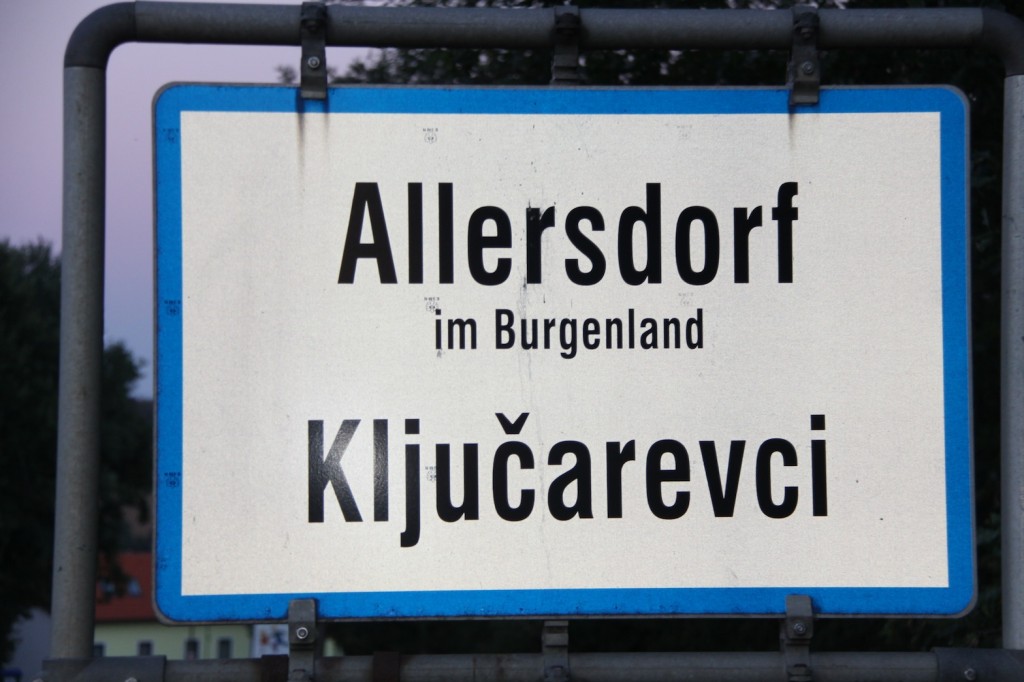 Allersdorf
im Burgenland
Ključarevci